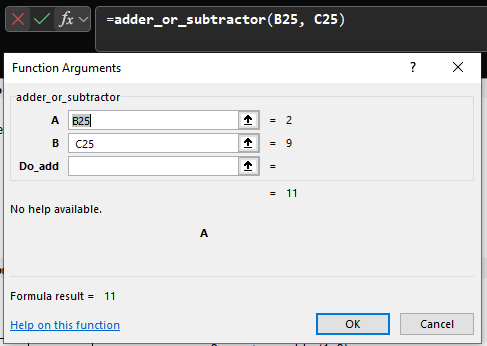 fx =adder_or_subtractor(B25, C25)
Function Arguments ? ×
adder_or_subtractor
A B25 = 2
B C25 = 9
Do_add =
= 11
No help available.
A
Formula result = 11
Help on this function OK Cancel